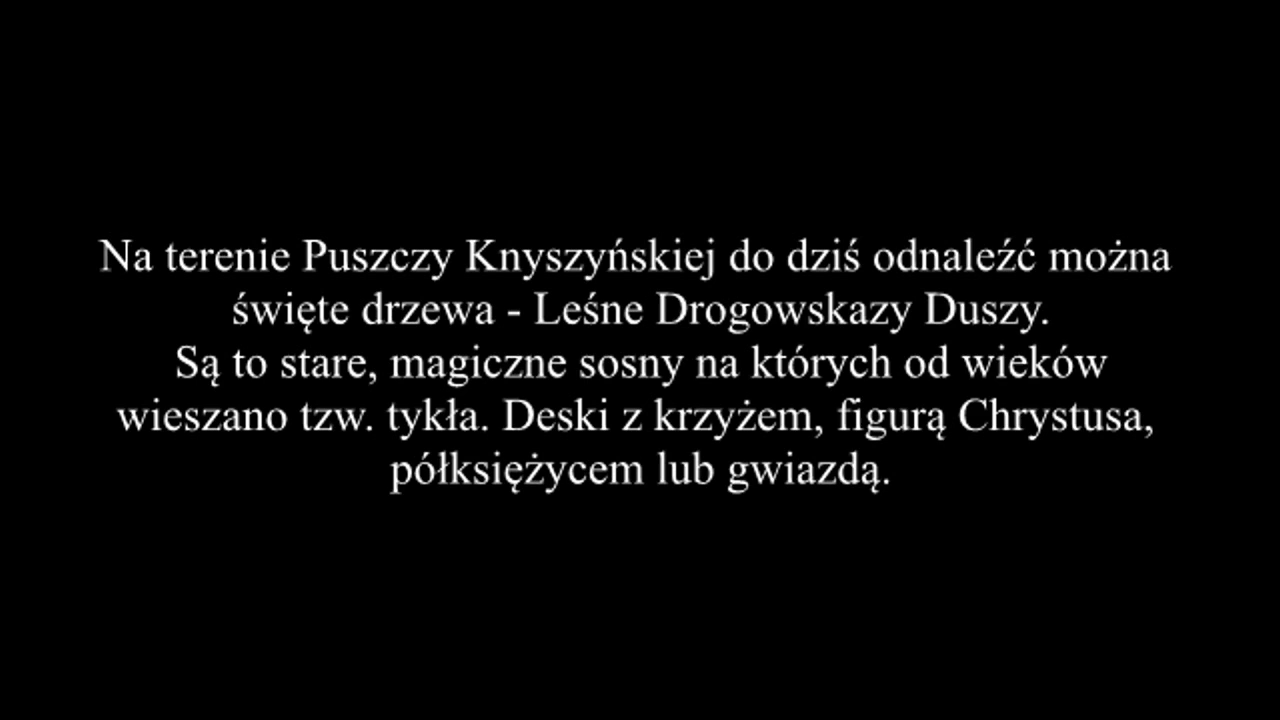 Na terenie Puszczy Knyszyńskiej do dziś odnaleźć można
święte drzewa - Leśne Drogowskazy Duszy.
Są to stare, magiczne sosny na których od wieków
wieszano tzw. tykła. Deski z krzyżem, figurą Chrystusa,
półksiężycem lub gwiazdą.